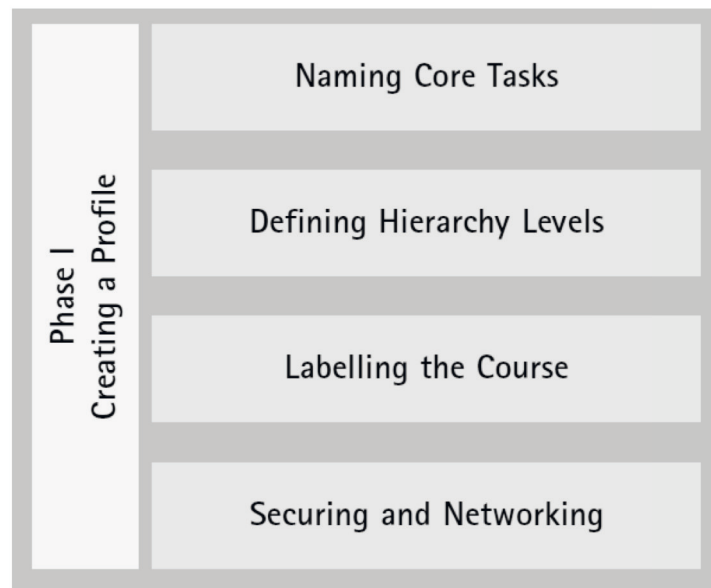 Phase I
Creating a Profile
Naming Core Tasks
Defining Hierarchy Levels
Labelling the Course
Securing and Networking